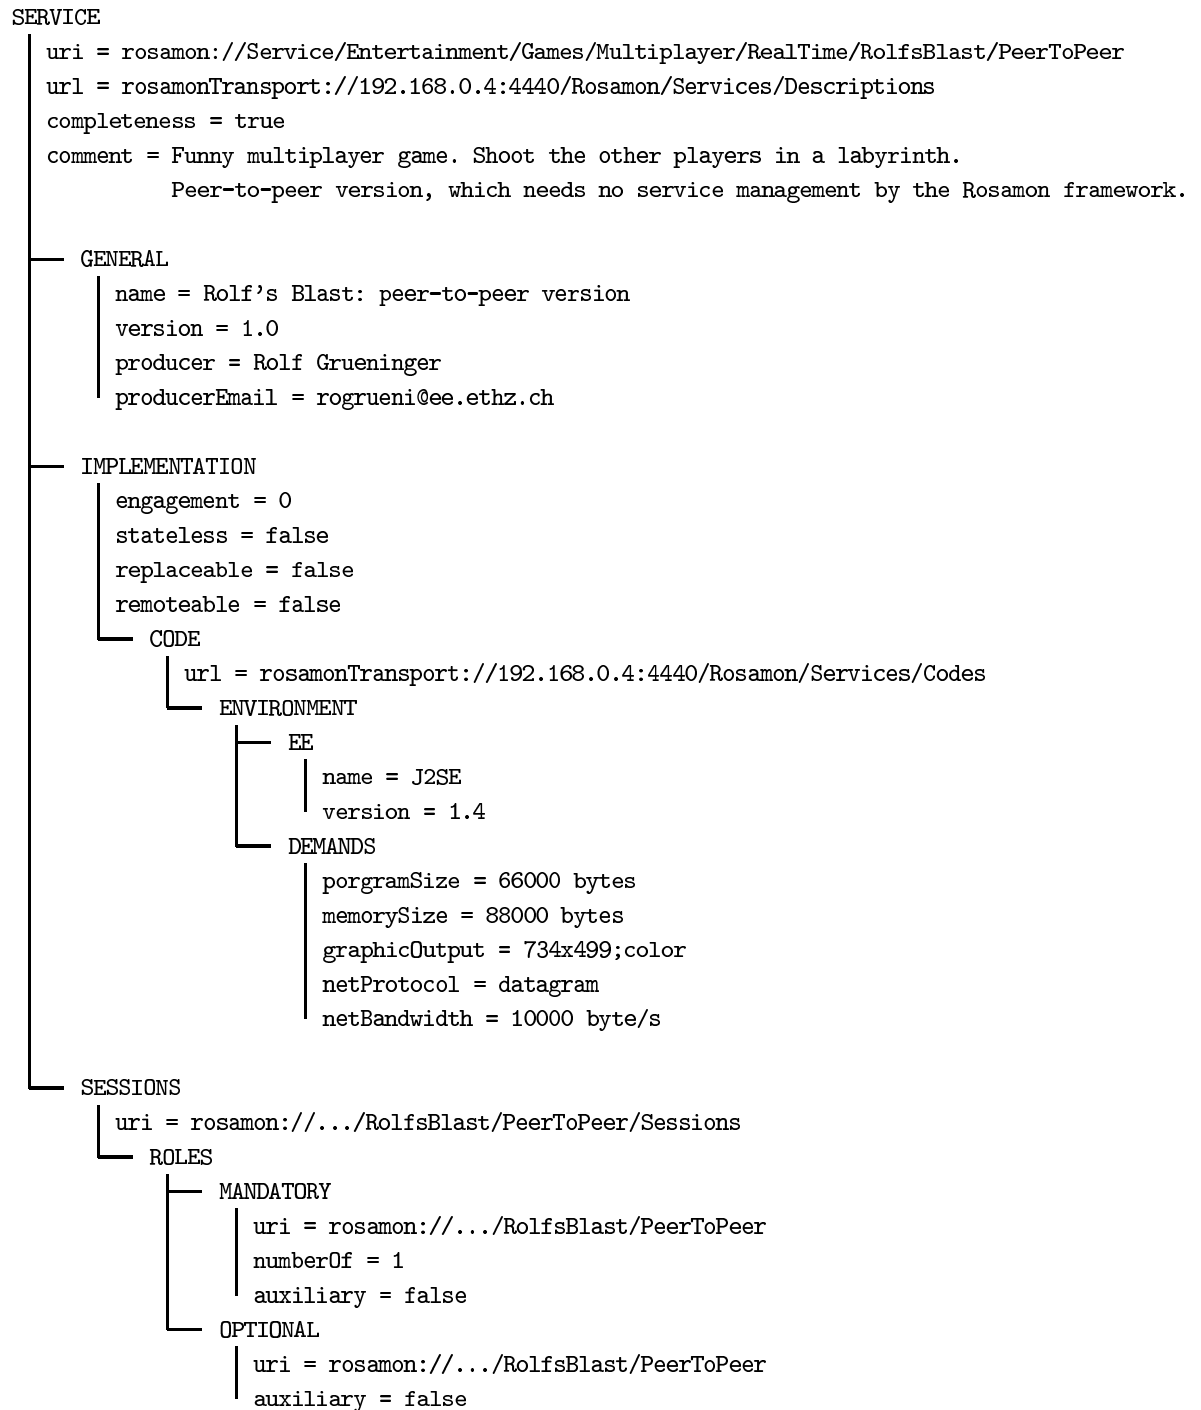 SERVICE
uri = rosamon://Service/Entertainment/Games/Multiplayer/RealTime/RolfsBlast/PeerToPeer
url = rosamonTransport://192.168.0.4:4440/Rosamon/Services/Descriptions
completeness = true
comment = Funny multiplayer game. Shoot the other players in a labyrinth.
Peer-to-peer version, which needs no service management by the Rosamon framework.
GENERAL
name = Rolf's Blast: peer-to-peer version
version = 1.0
producer = Rolf Grueninger
producerEmail = rogrueni@ee.ethz.ch
IMPLEMENTATION
engagement = 0
stateless = false
replaceable = false
remoteable = false
CODE
url = rosamonTransport://192.168.0.4:4440/Rosamon/Services/Codes
ENVIRONMENT
EE
name = J2SE
version = 1.4
DEMANDS
porgramSize = 66000 bytes
memorySize = 88000 bytes
graphicOutput = 734x499;color
netProtocol = datagram
netBandwidth = 10000 byte/s
SESSIONS
uri = rosamon://.../RolfsBlast/PeerToPeer/Sessions
ROLES
MANDATORY
uri = rosamon://.../RolfsBlast/PeerToPeer
numberOf = 1
auxiliary = false
OPTIONAL
uri = rosamon://.../RolfsBlast/PeerToPeer
auxiliary = false